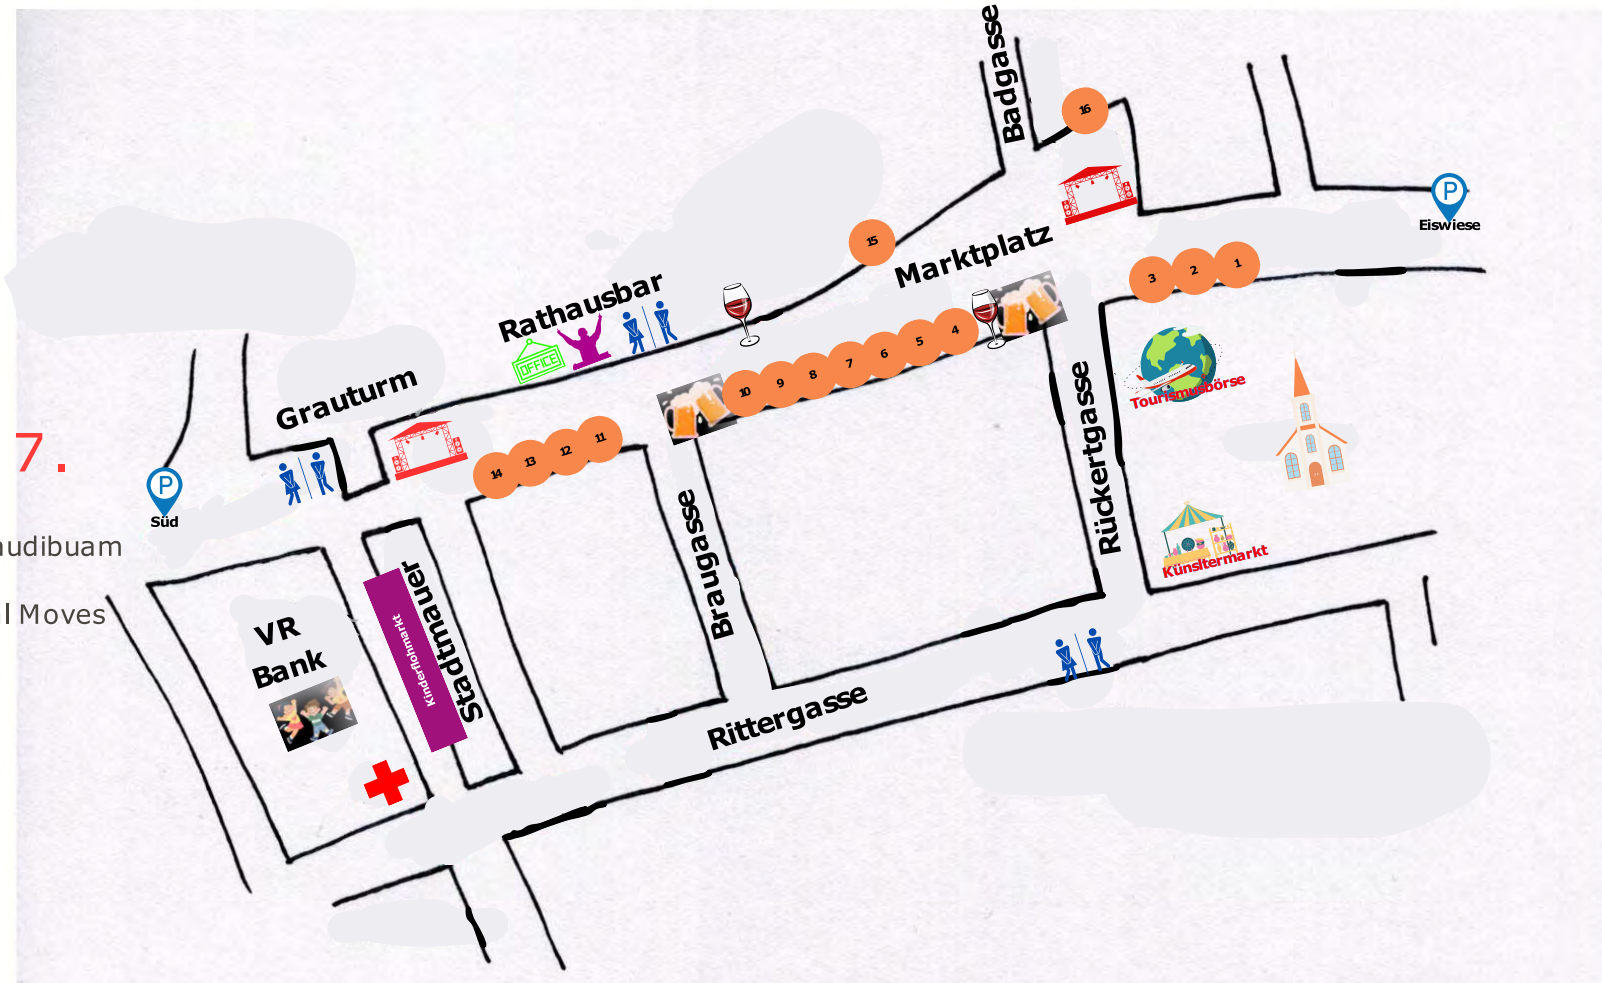 Badgasse
16
P
Eiswiese
15
Marktplatz
3
2
1
Rathausbar
OFFICE
4
5
6
7
8
9
10
Tourismusbörse
Grauturm
11
12
13
14
7.
P
Süd
udibuam
l Moves
Rückertgasse
Künsltermarkt
Braugasse
Stadtmauer
Kinderflohmarkt
VR
Bank
Rittergasse